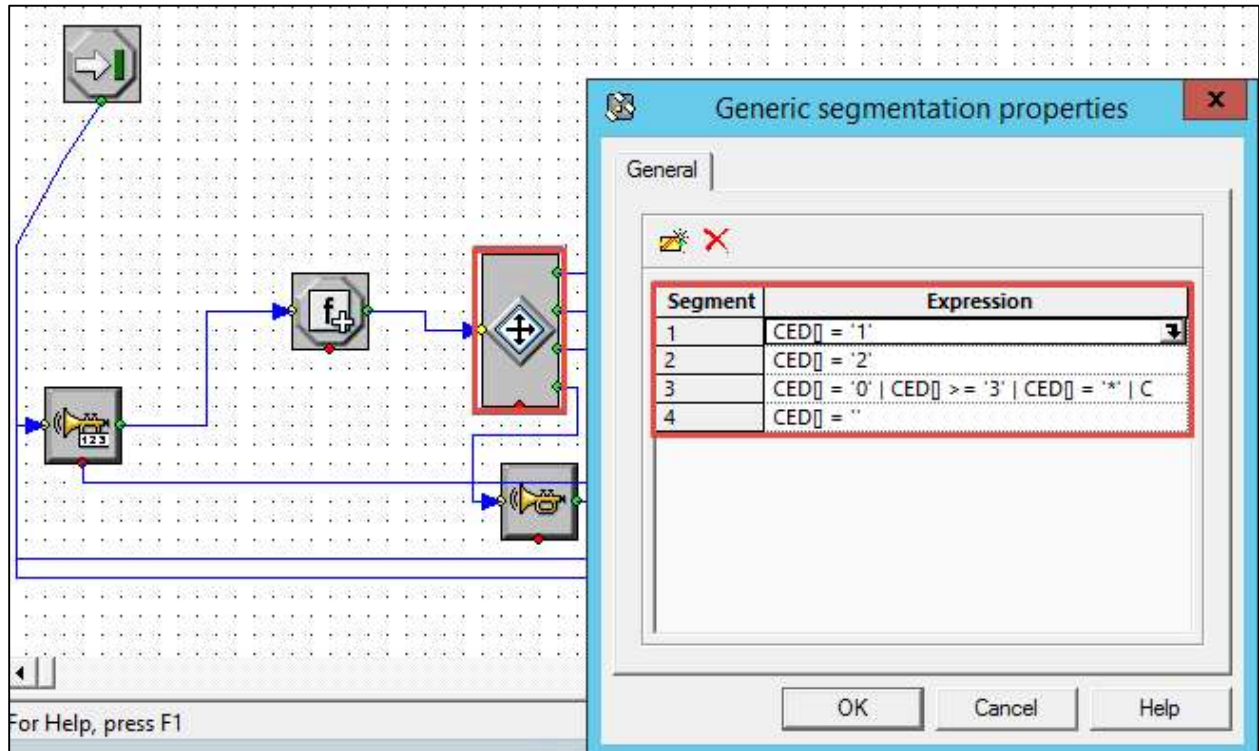 f
123
For Help, press F1
Generic segmentation properties
x
General
Segment Expression
1 CED[] = '1'
2 CED[] = '2'
3 CED[] = '0' | CED[] >= '3' | CED[] = '*' | C
4 CED[] = ''
OK Cancel Help